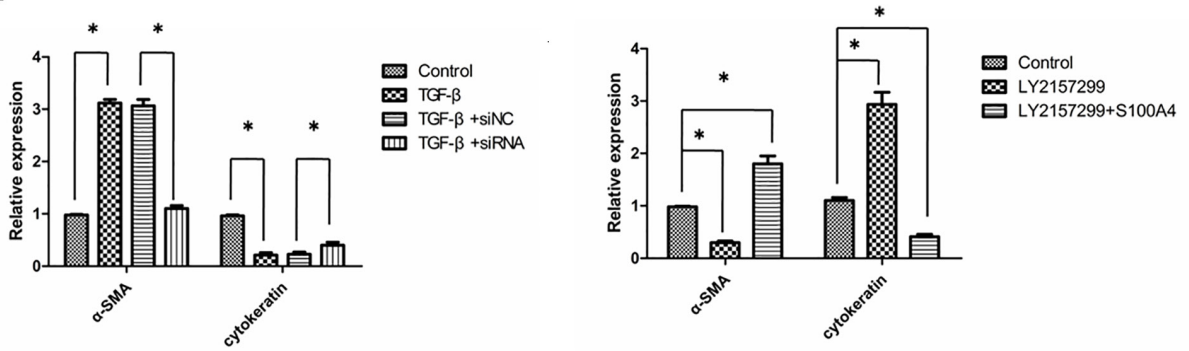 * *
4
3
2
1
0
Relative expression
* *
α-SMA
cytokeratin
Control
TGF-β
TGF-β +siNC
TGF-β +siRNA
*
*
*
*
4
3
2
1
0
Relative expression
α-SMA
cytokeratin
Control
LY2157299
LY2157299+S100A4